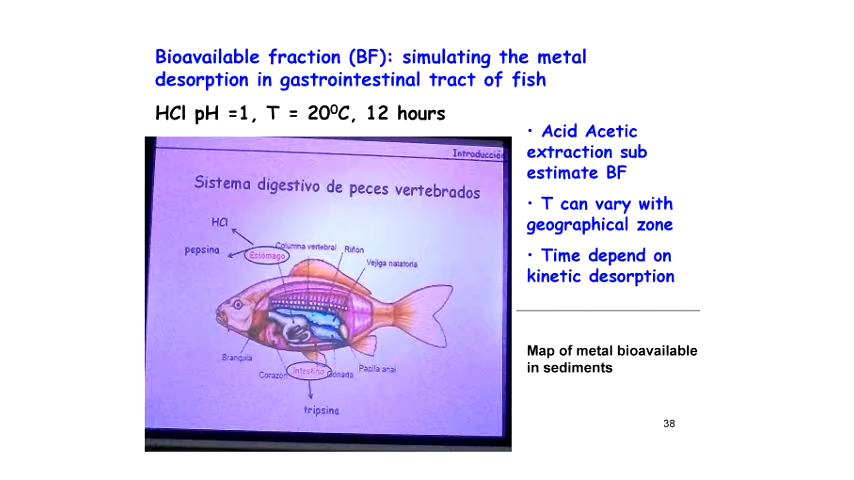 Bioavailable fraction (BF): simulating the metal
desorption in gastrointestinal tract of fish
HCl pH =1, T = 20⁰C, 12 hours
Introducción
Sistema digestivo de peces vertebrados
HCl
pepsina
Estómago
Columna vertebral
Riñon
Vejiga natatoria
Branquia
Corazón
Intestino
Gónada
Papila anal
tripsina
· Acid Acetic
extraction sub
estimate BF
· T can vary with
geographical zone
· Time depend on
kinetic desorption
Map of metal bioavailable
in sediments
38